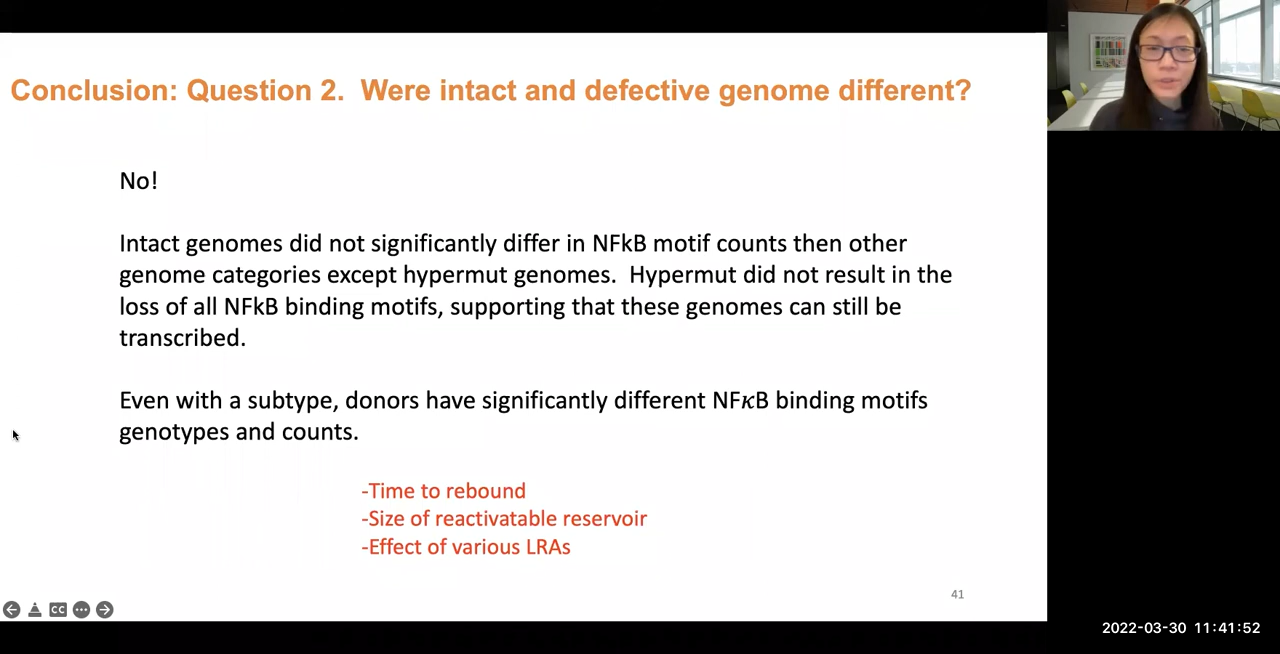 Conclusion: Question 2.  Were intact and defective genome different?
No!
Intact genomes did not significantly differ in NFkB motif counts then other
genome categories except hypermut genomes.  Hypermut did not result in the
loss of all NFkB binding motifs, supporting that these genomes can still be
transcribed.
Even with a subtype, donors have significantly different NF𝜅B binding motifs
genotypes and counts.
-Time to rebound
-Size of reactivatable reservoir
-Effect of various LRAs
41
CC
2022-03-30 11:41:52